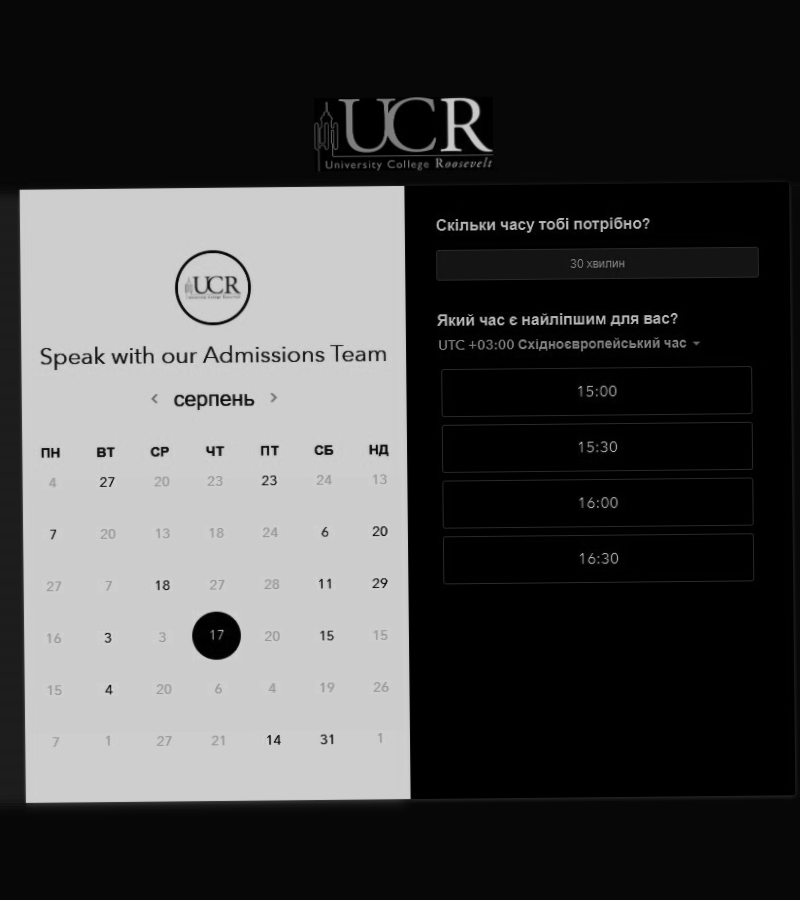 UCR
University College Roosevelt
UCR
University College Roosevelt
Speak with our Admissions Team
серпень
ПН ВТ СР ЧТ ПТ СБ НД
4 27 20 23 23 24 13
7 20 13 18 24 6 20
27 7 18 27 28 11 29
16 3 3 17 20 15 15
15 4 20 6 4 19 26
7 1 27 21 14 31 1
Скільки часу тобі потрібно?
30 хвилин
Який час є найліпшим для вас?
UTC +03:00 Східноєвропейський час
15:00
15:30
16:00
16:30